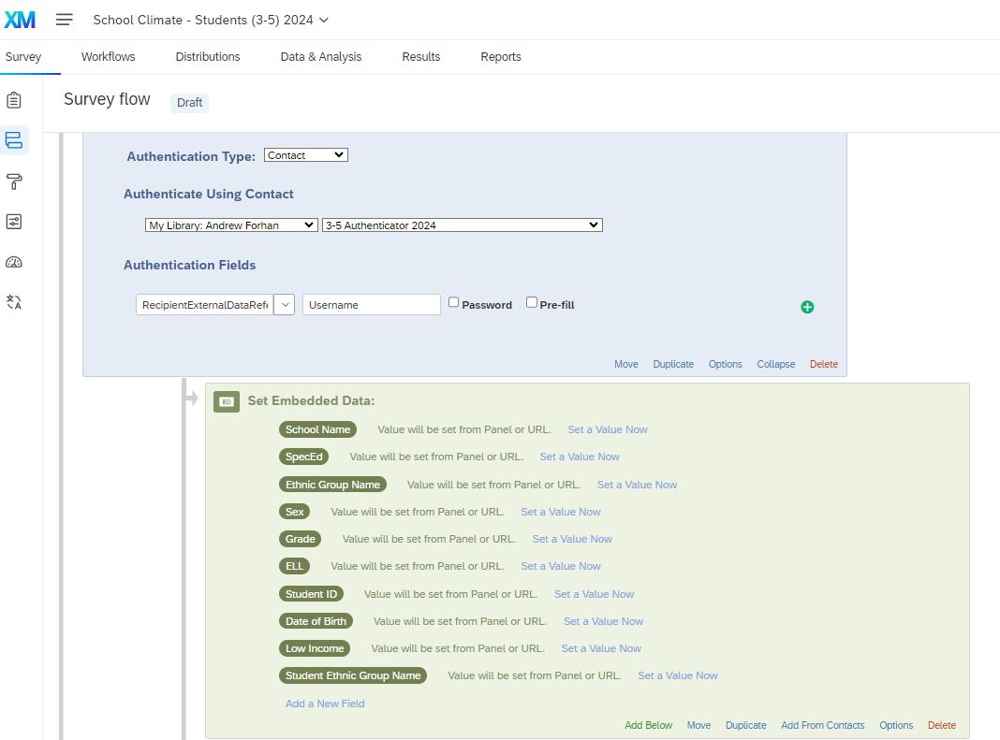 XM School Climate - Students (3-5) 2024
Survey Workflows Distributions Data & Analysis Results Reports
Survey flow Draft
Authentication Type: Contact
Authenticate Using Contact
My Library: Andrew Forhan 3-5 Authenticator 2024
Authentication Fields
RecipientExternalDataRefe Username Password Pre-fill
Move Duplicate Options Collapse Delete
ED Set Embedded Data:
School Name Value will be set from Panel or URL. Set a Value Now
SpecEd Value will be set from Panel or URL. Set a Value Now
Ethnic Group Name Value will be set from Panel or URL. Set a Value Now
Sex Value will be set from Panel or URL. Set a Value Now
Grade Value will be set from Panel or URL. Set a Value Now
ELL Value will be set from Panel or URL. Set a Value Now
Student ID Value will be set from Panel or URL. Set a Value Now
Date of Birth Value will be set from Panel or URL. Set a Value Now
Low Income Value will be set from Panel or URL. Set a Value Now
Student Ethnic Group Name Value will be set from Panel or URL. Set a Value Now
Add a New Field
Add Below Move Duplicate Add From Contacts Options Delete